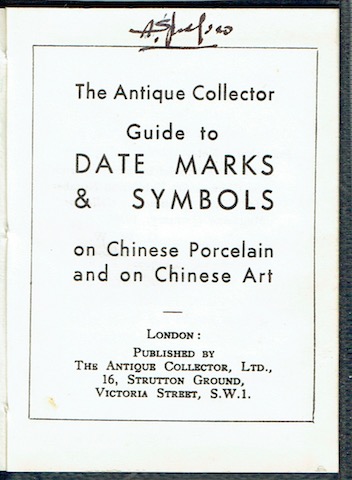 The Antique Collector
Guide to
DATE MARKS
& SYMBOLS
on Chinese Porcelain
and on Chinese Art
LONDON:
PUBLISHED BY
THE ANTIQUE COLLECTOR, LTD.,
16, STRUTTON GROUND,
VICTORIA STREET, S.W.1.